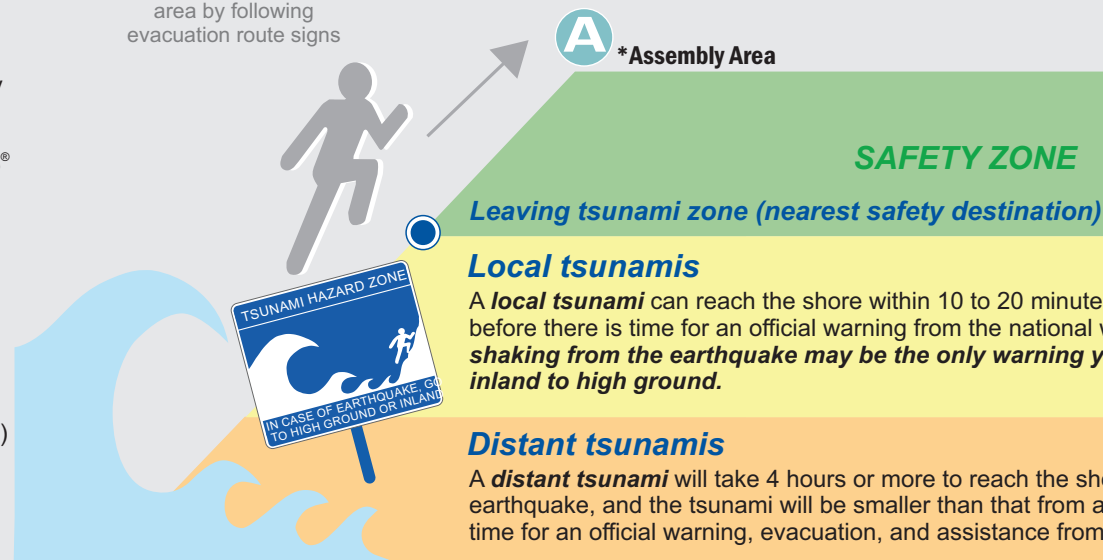 area by following
evacuation route signs
®
)
A
*Assembly Area
SAFETY ZONE
Leaving tsunami zone (nearest safety destination)
TSUNAMI HAZARD ZONE
IN CASE OF EARTHQUAKE, GO
TO HIGH GROUND OR INLAND
Local tsunamis
A local tsunami can reach the shore within 10 to 20 minute
before there is time for an official warning from the national
shaking from the earthquake may be the only warning
inland to high ground.
Distant tsunamis
A distant tsunami will take 4 hours or more to reach the
earthquake, and the tsunami will be smaller than that from a
time for an official warning, evacuation, and assistance from